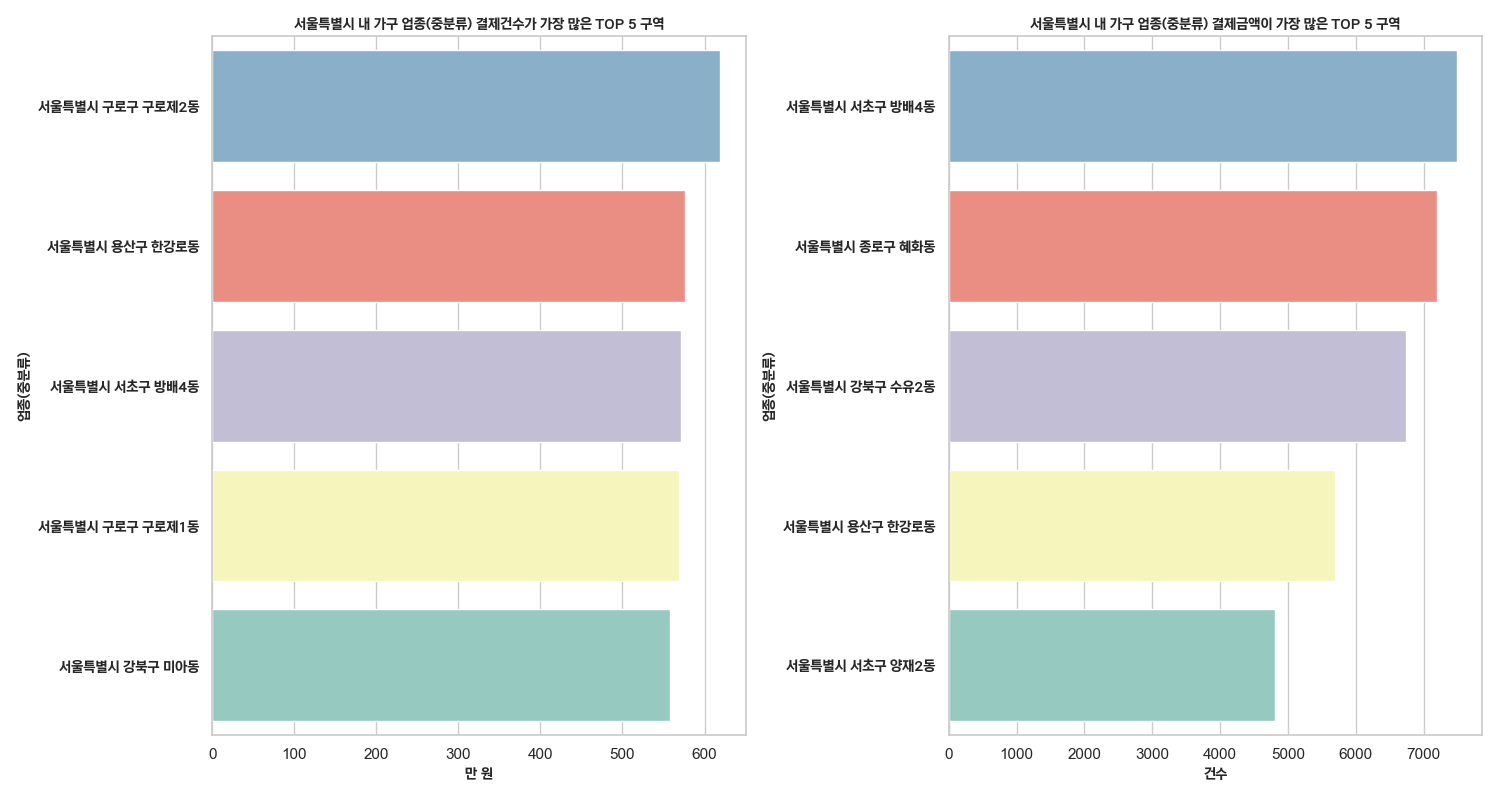 서울특별시 내 가구 업종(중분류) 결제건수가 가장 많은 TOP 5 구역
서울특별시 구로구 구로제2동
서울특별시 용산구 한강로동
서울특별시 서초구 방배4동
서울특별시 구로구 구로제1동
서울특별시 강북구 미아동
업종(중분류)
0 100 200 300 400 500 600
만 원
서울특별시 내 가구 업종(중분류) 결제금액이 가장 많은 TOP 5 구역
서울특별시 서초구 방배4동
서울특별시 종로구 혜화동
서울특별시 강북구 수유2동
서울특별시 용산구 한강로동
서울특별시 서초구 양재2동
업종(중분류)
0 1000 2000 3000 4000 5000 6000 7000
건수